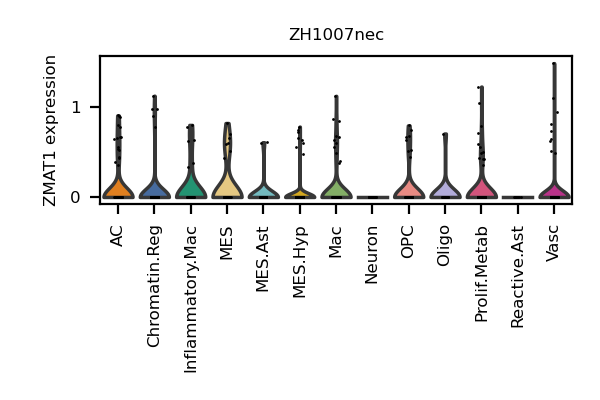 ZH1007nec
ZMAT1 expression
1
0
AC
Chromatin.Reg
Inflammatory.Mac
MES
MES.Ast
MES.Hyp
Mac
Neuron
OPC
Oligo
Prolif.Metab
Reactive.Ast
Vasc